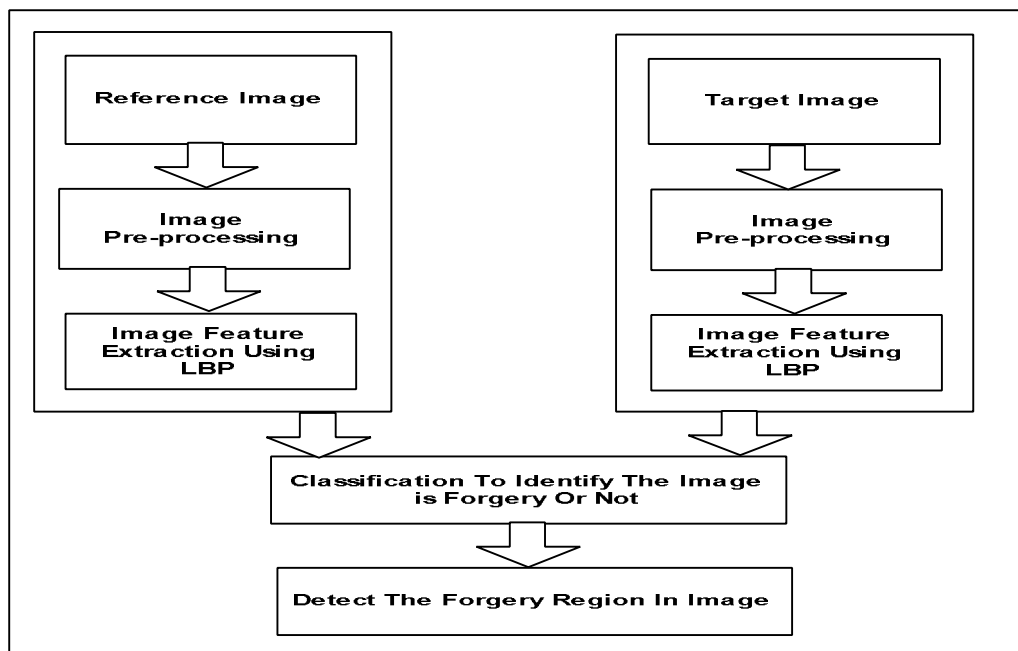 Reference Image
Image
Pre-processing
Image Feature
Extraction Using
LBP
Target Image
Image
Pre-processing
Image Feature
Extraction Using
LBP
Classification To Identify The Image
is Forgery Or Not
Detect The Forgery Region In Image